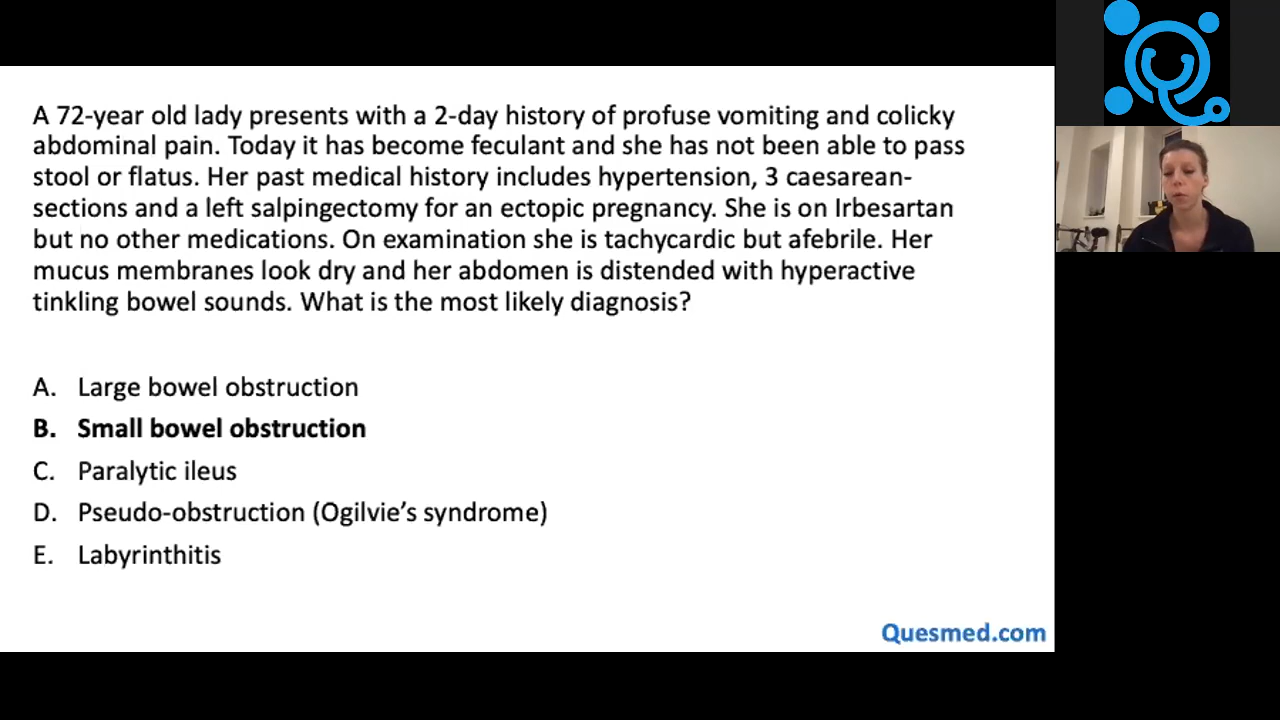 A 72-year old lady presents with a 2-day history of profuse vomiting and colicky
abdominal pain. Today it has become feculant and she has not been able to pass
stool or flatus. Her past medical history includes hypertension, 3 caesarean-
sections and a left salpingectomy for an ectopic pregnancy. She is on Irbesartan
but no other medications. On examination she is tachycardic but afebrile. Her
mucus membranes look dry and her abdomen is distended with hyperactive
tinkling bowel sounds. What is the most likely diagnosis?
A. Large bowel obstruction
B. Small bowel obstruction
C. Paralytic ileus
D. Pseudo-obstruction (Ogilvie’s syndrome)
E. Labyrinthitis
Quesmed.com